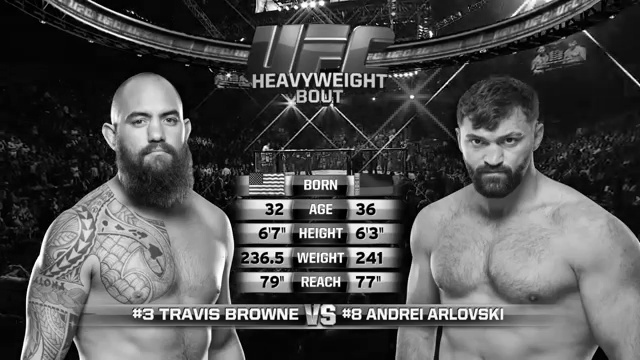 UFC
HEAVYWEIGHT
BOUT
BORN
32 AGE 36
6'7" HEIGHT 6'3"
236.5 WEIGHT 241
79" REACH 77"
#3 TRAVIS BROWNE VS #8 ANDREI ARLOVSKI